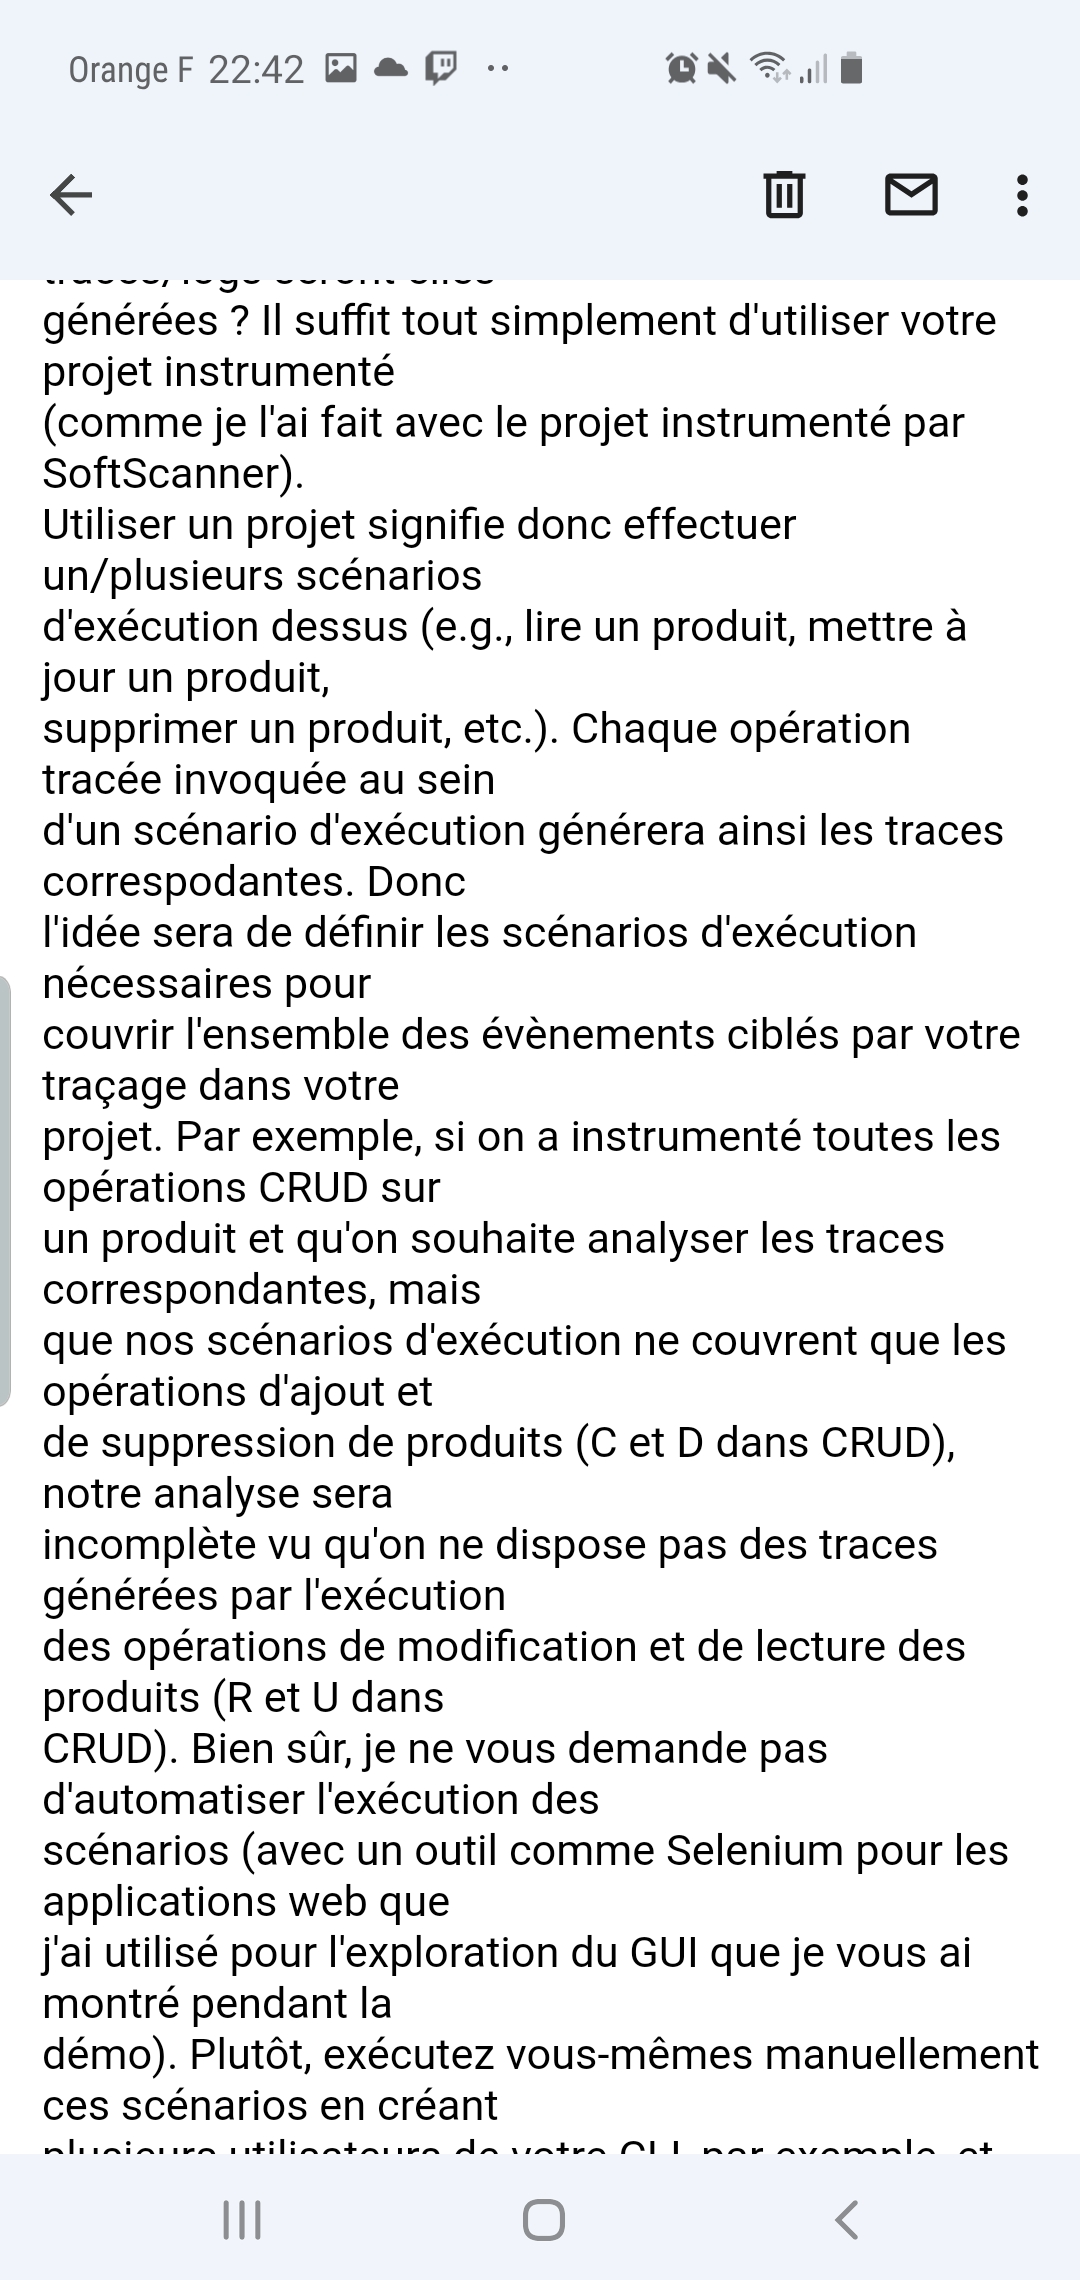 Orange F 22:42
générées ? Il suffit tout simplement d'utiliser votre
projet instrumenté
(comme je l'ai fait avec le projet instrumenté par
SoftScanner).
Utiliser un projet signifie donc effectuer
un/plusieurs scénarios
d'exécution dessus (e.g., lire un produit, mettre à
jour un produit,
supprimer un produit, etc.). Chaque opération
tracée invoquée au sein
d'un scénario d'exécution générera ainsi les traces
correspodantes. Donc
l'idée sera de définir les scénarios d'exécution
nécessaires pour
couvrir l'ensemble des évènements ciblés par votre
traçage dans votre
projet. Par exemple, si on a instrumenté toutes les
opérations CRUD sur
un produit et qu'on souhaite analyser les traces
correspondantes, mais
que nos scénarios d'exécution ne couvrent que les
opérations d'ajout et
de suppression de produits (C et D dans CRUD),
notre analyse sera
incomplète vu qu'on ne dispose pas des traces
générées par l'exécution
des opérations de modification et de lecture des
produits (R et U dans
CRUD). Bien sûr, je ne vous demande pas
d'automatiser l'exécution des
scénarios (avec un outil comme Selenium pour les
applications web que
j'ai utilisé pour l'exploration du GUI que je vous ai
montré pendant la
démo). Plutôt, exécutez vous-mêmes manuellement
ces scénarios en créant
plusieurs utilisateurs de votre CLI, par exemple, et